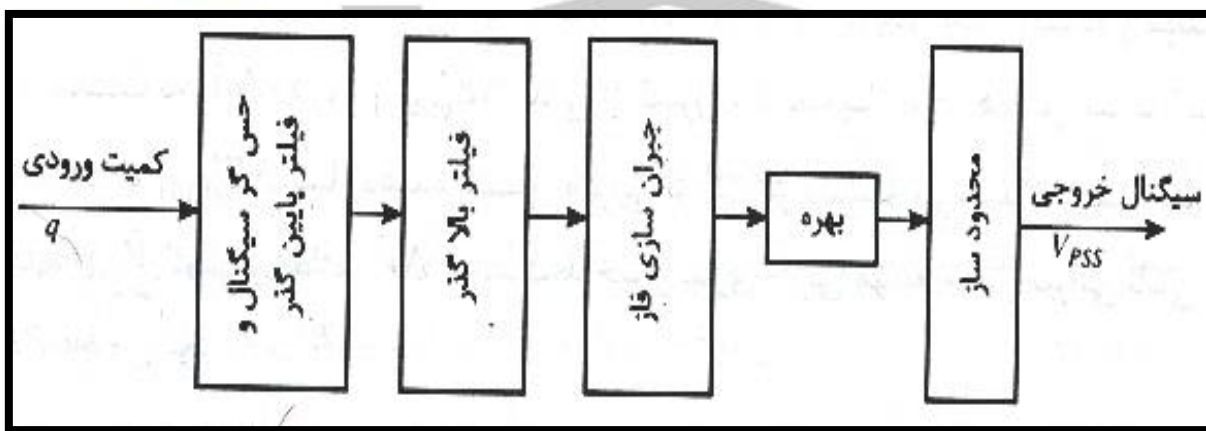 کمیت ورودی
q
حس گر سیگنال و
فیلتر پایین گذر
فیلتر بالا گذر
جبران سازی فاز
بهره
محدود ساز
سیگنال خروجی
VPSS